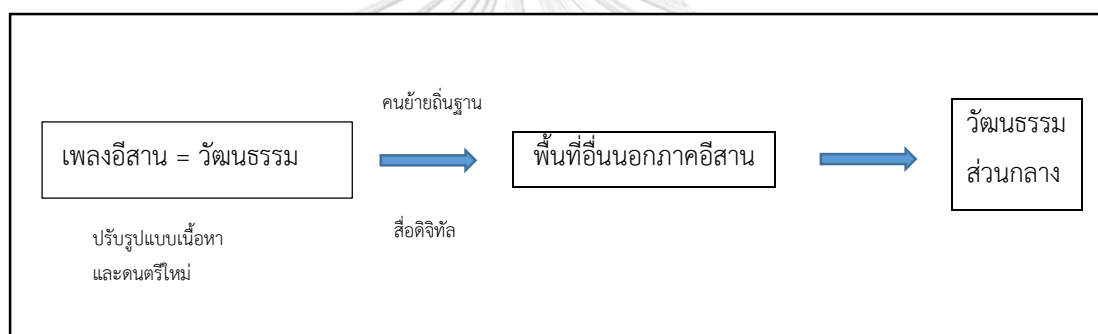 เพลงอีสาน = วัฒนธรรม
ปรับรูปแบบเนื้อหา
และดนตรีใหม่
คนย้ายถิ่นฐาน
สื่อดิจิทัล
พื้นที่อื่นนอกภาคอีสาน
วัฒนธรรม
ส่วนกลาง